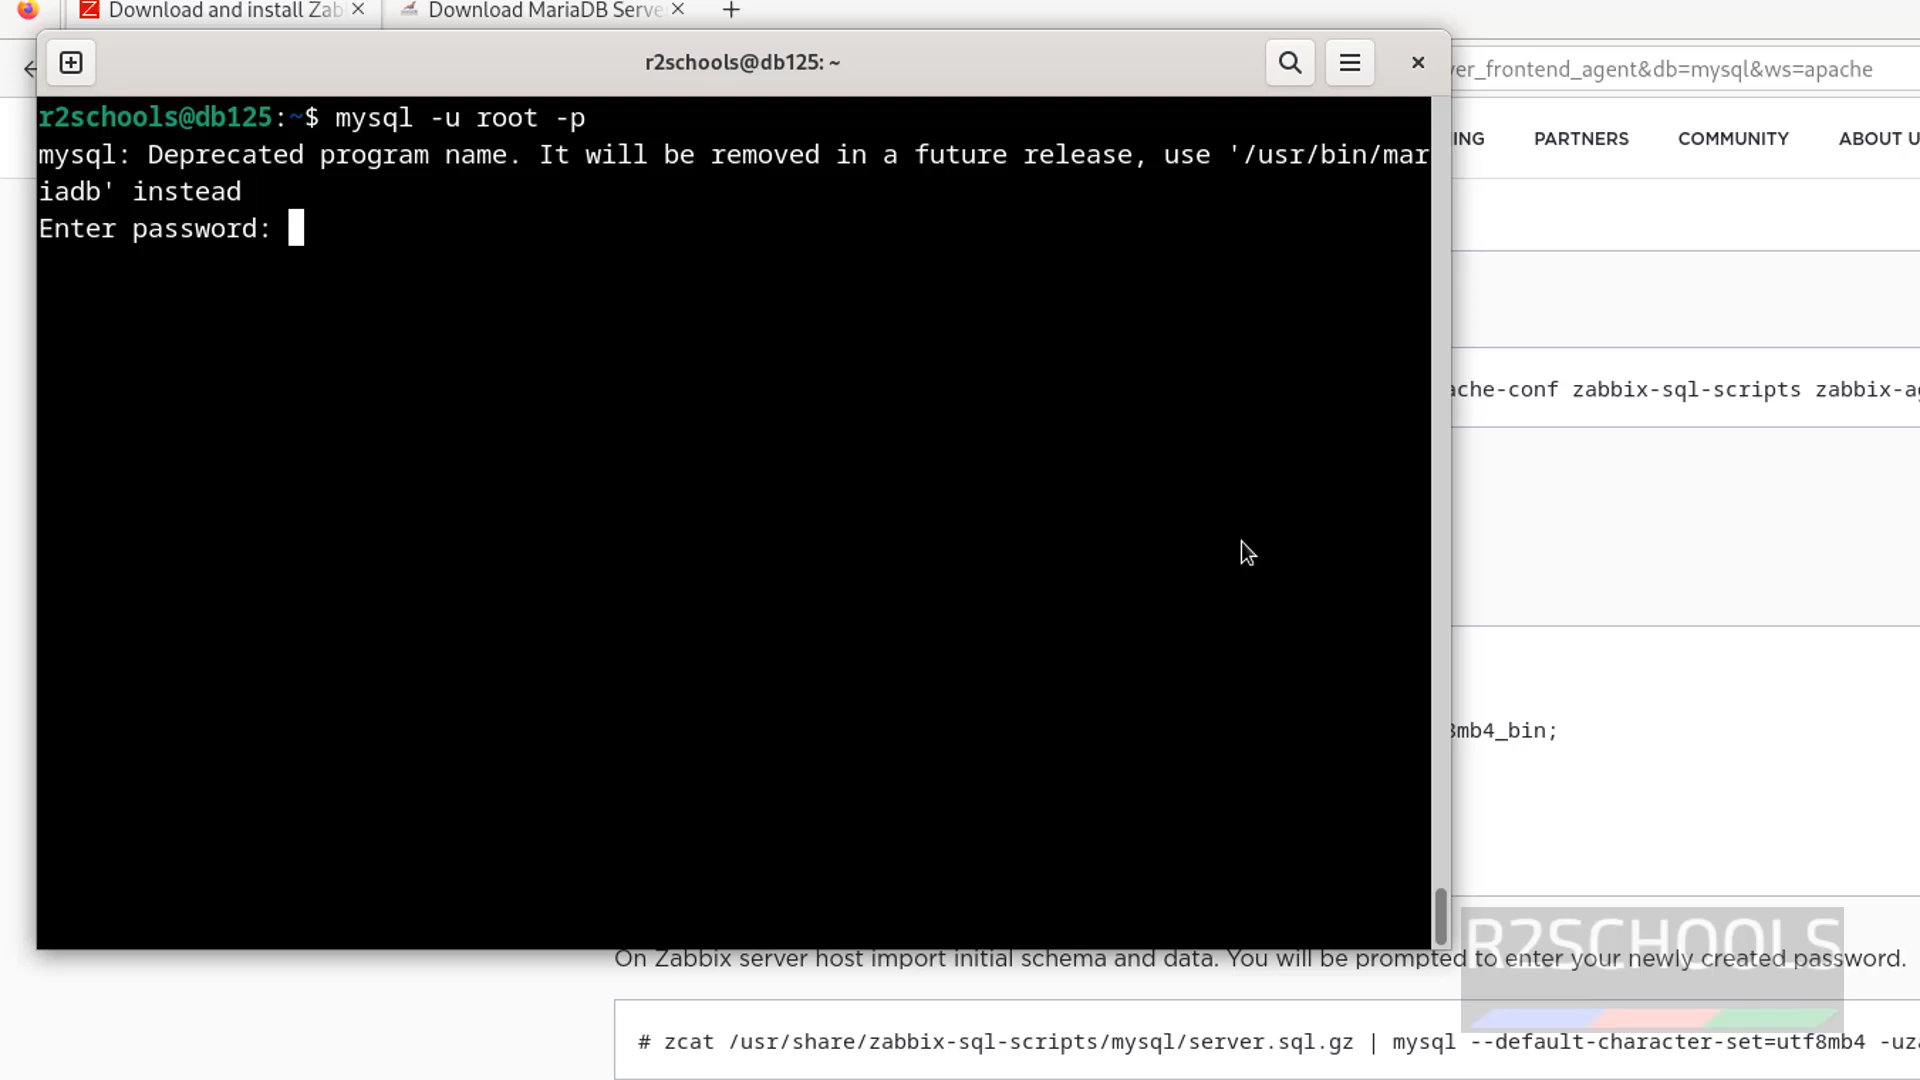 Download and install Zab
Download MariaDB Serve
r2schools@db125: ~
er_frontend_agent&db=mysql&ws=apache
r2schools@db125:~$ mysql -u root -p
mysql: Deprecated program name. It will be removed in a future release, use '/usr/bin/mar
iadb' instead
Enter password:
ING PARTNERS COMMUNITY ABOUT U
ache-conf zabbix-sql-scripts zabbix-ag
mb4_bin;
R2SCHOOLS
On Zabbix server host import initial schema and data. You will be prompted to enter your newly created password.
# zcat /usr/share/zabbix-sql-scripts/mysql/server.sql.gz | mysql --default-character-set=utf8mb4 -uza